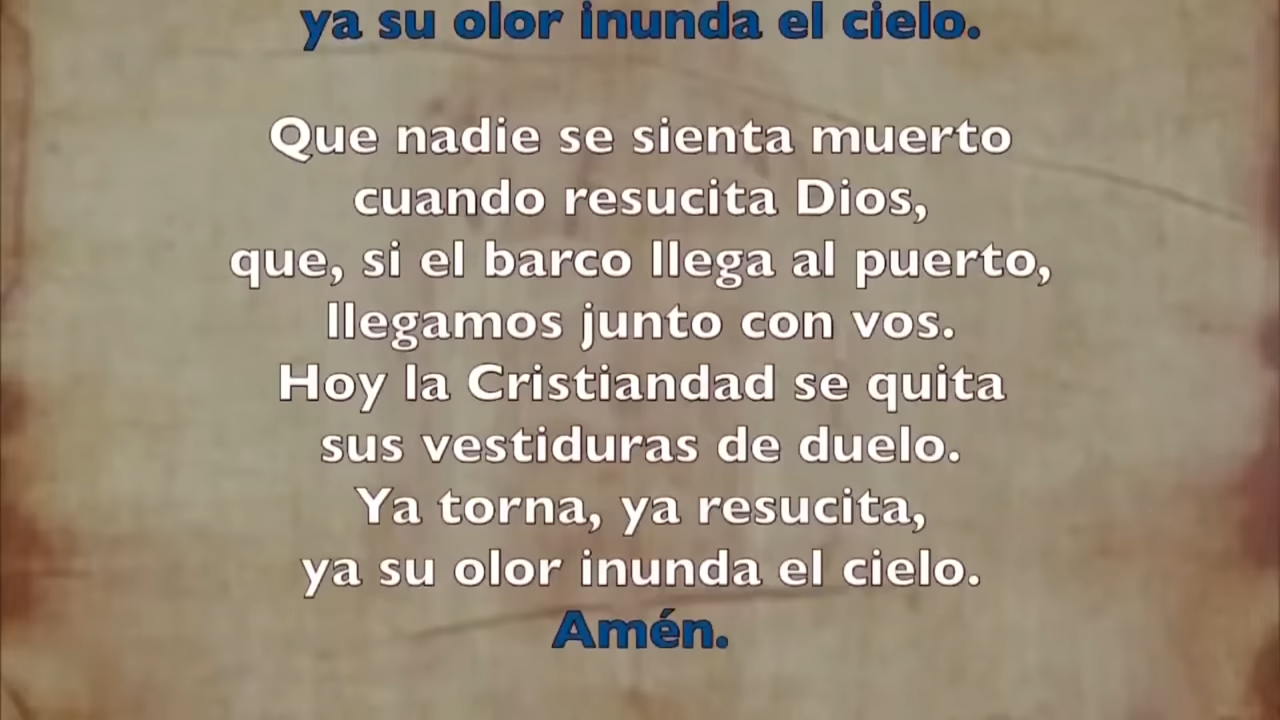 ya su olor inunda el cielo.
Que nadie se sienta muerto
cuando resucita Dios,
que, si el barco llega al puerto,
llegamos junto con vos.
Hoy la Cristiandad se quita
sus vestiduras de duelo.
Ya torna, ya resucita,
ya su olor inunda el cielo.
Amén.